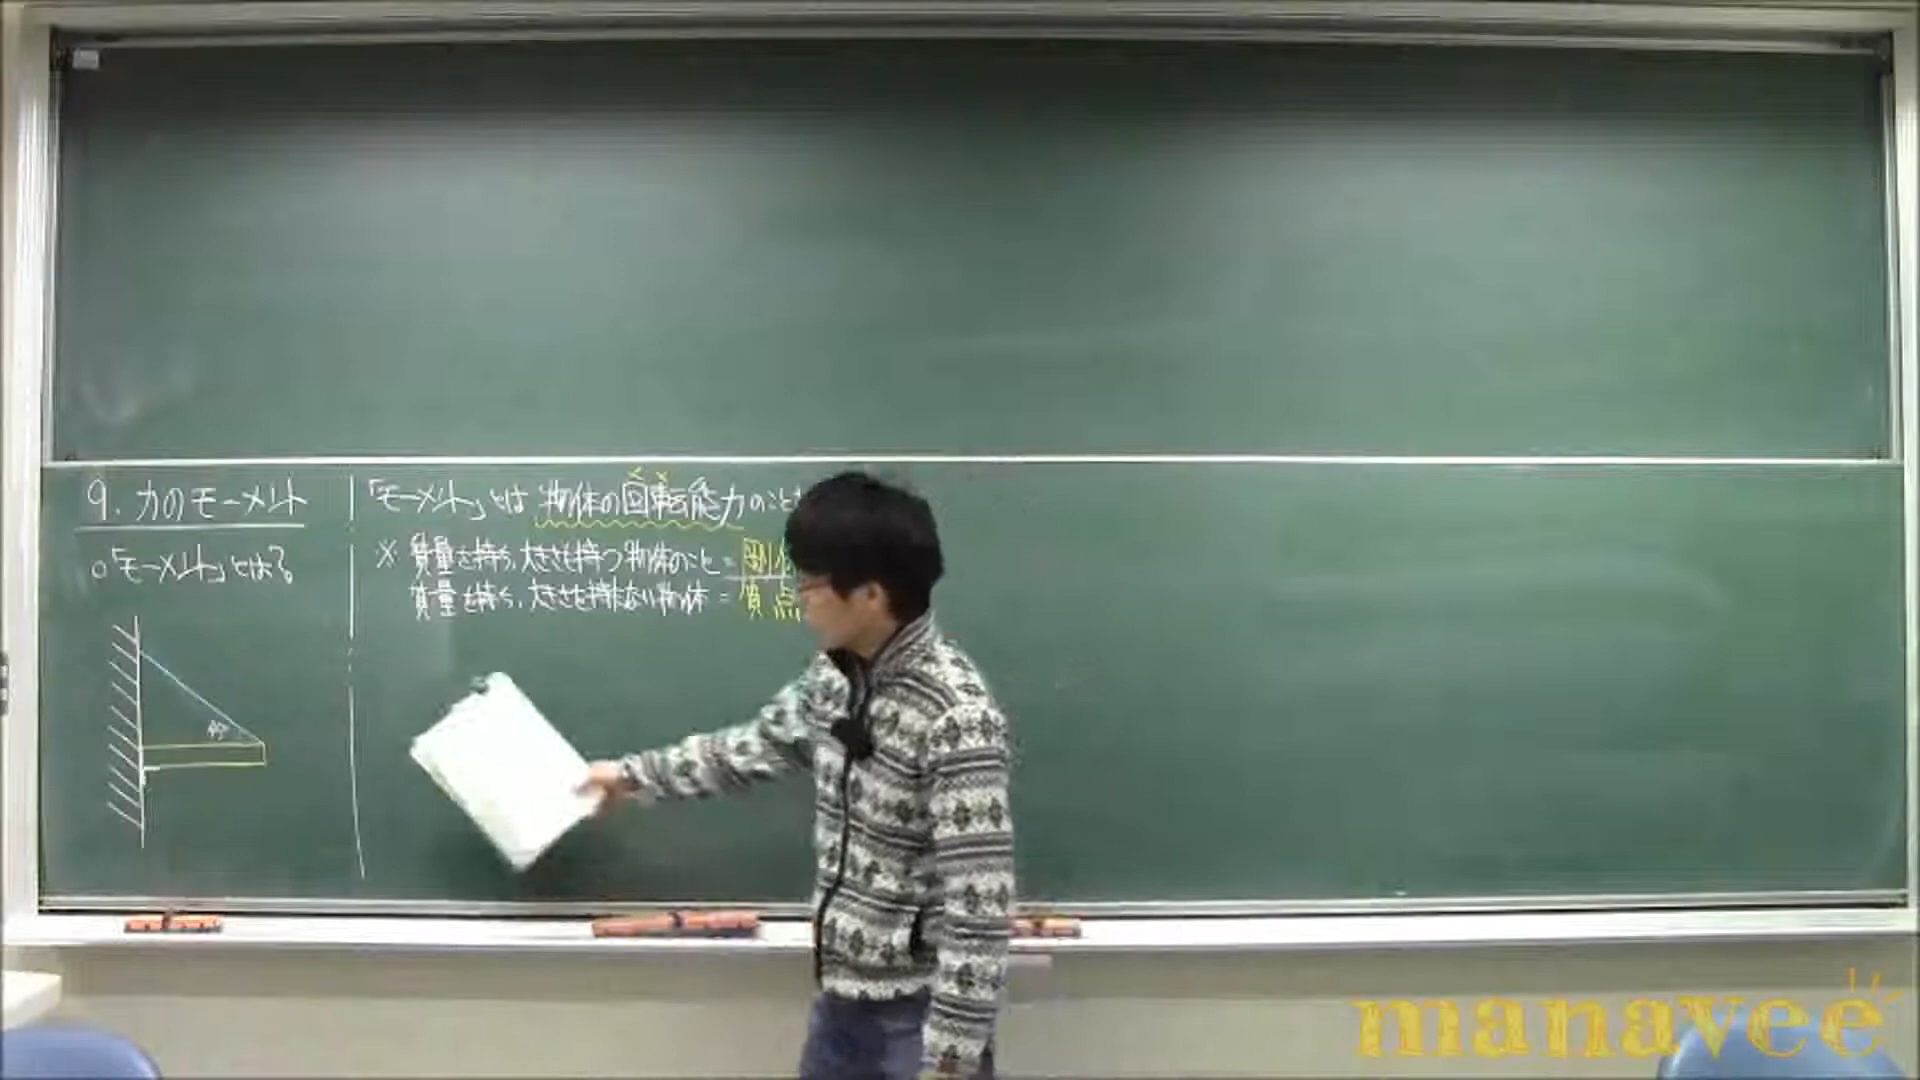 9. 力のモーメント
○「モーメント」とは?
45°
「モーメント」とは 物体の回転能力のこと
※ 質量を持ち、大きさを持つ物体のこと = 剛体
質量を持ち、大きさを持たない物体 = 質点
manavee